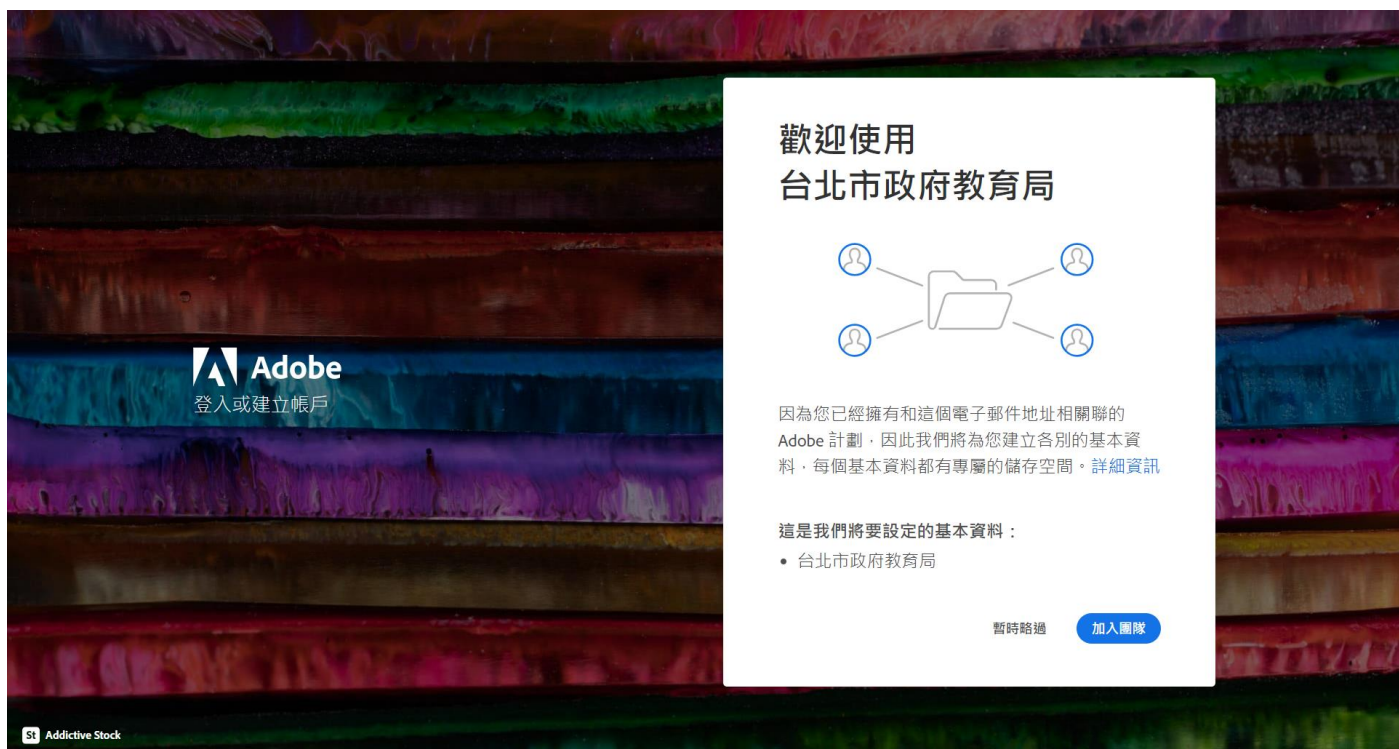 Adobe
登入或建立帳戶
歡迎使用
台北市政府教育局
因為您已經擁有和這個電子郵件地址相關聯的
Adobe 計劃，因此我們將為您建立各別的基本資
料，每個基本資料都有專屬的儲存空間。詳細資訊
這是我們將要設定的基本資料：
• 台北市政府教育局
暫時略過 加入團隊
St Addictive Stock